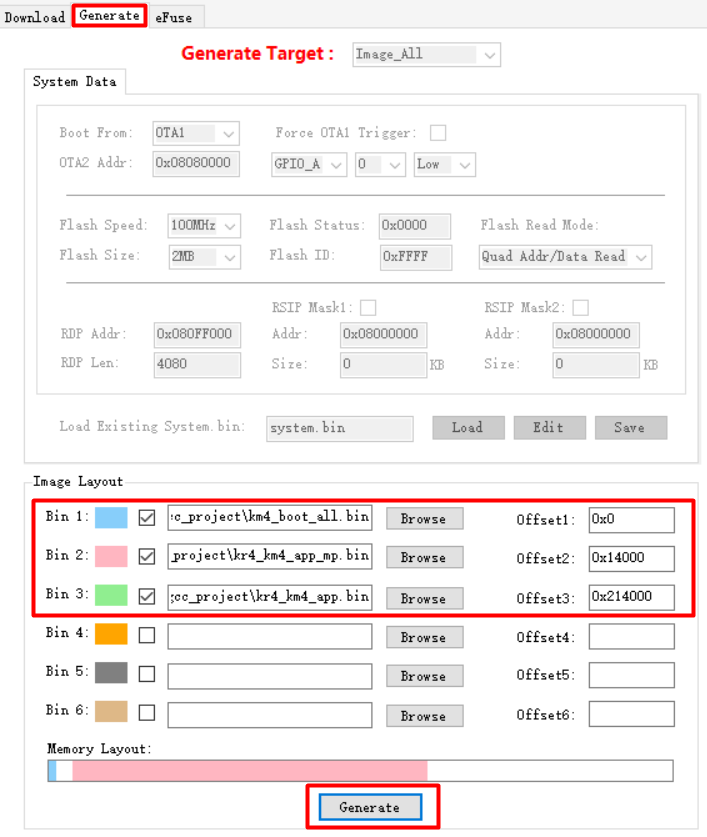 Download Generate eFuse
Generate Target : Image_All
System Data
Boot From: OTA1 Force OTA1 Trigger:
OTA2 Addr: 0x08080000 GPIO_A 0 Low
Flash Speed: 100MHz Flash Status: 0x0000 Flash Read Mode:
Flash Size: 2MB Flash ID: 0xFFFF Quad Addr/Data Read
RSIP Mask1: RSIP Mask2:
RDP Addr: 0x080FF000 Addr: 0x08000000 Addr: 0x08000000
RDP Len: 4080 Size: 0 KB Size: 0 KB
Load Existing System.bin: system.bin Load Edit Save
Image Layout
Bin 1: :c_project\km4_boot_all.bin Browse Offset1: 0x0
Bin 2: _project\kr4_km4_app_mp.bin Browse Offset2: 0x14000
Bin 3: ;cc_project\kr4_km4_app.bin Browse Offset3: 0x214000
Bin 4: Browse Offset4:
Bin 5: Browse Offset5:
Bin 6: Browse Offset6:
Memory Layout:
Generate